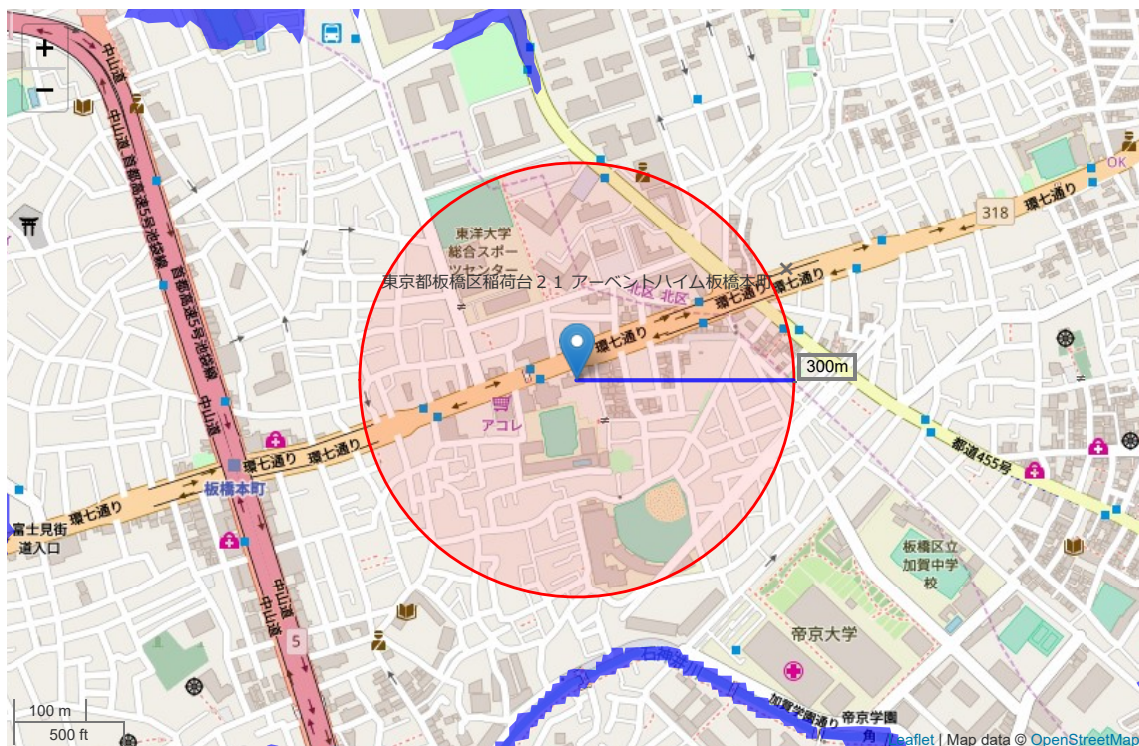 +
−
中山道
中山道 首都高速5号池袋線
首都高速5号池袋線
中山道
OK
318
環七通り
東洋大学
総合スポー
ツセンター
東京都板橋区稲荷台２１ アーベントハイム板橋本町
北区 北区
環七通り 環七通り
環七通り
300m
アコレ
環七通り 環七通り
板橋本町
都道455号
環七通り
富士見街
道入口
板橋区立
加賀中学
校
中山道
中山道
5
帝京大学
石神井川
加賀学園通り
帝京学園
角
100 m
500 ft
Leaflet | Map data © OpenStreetMap